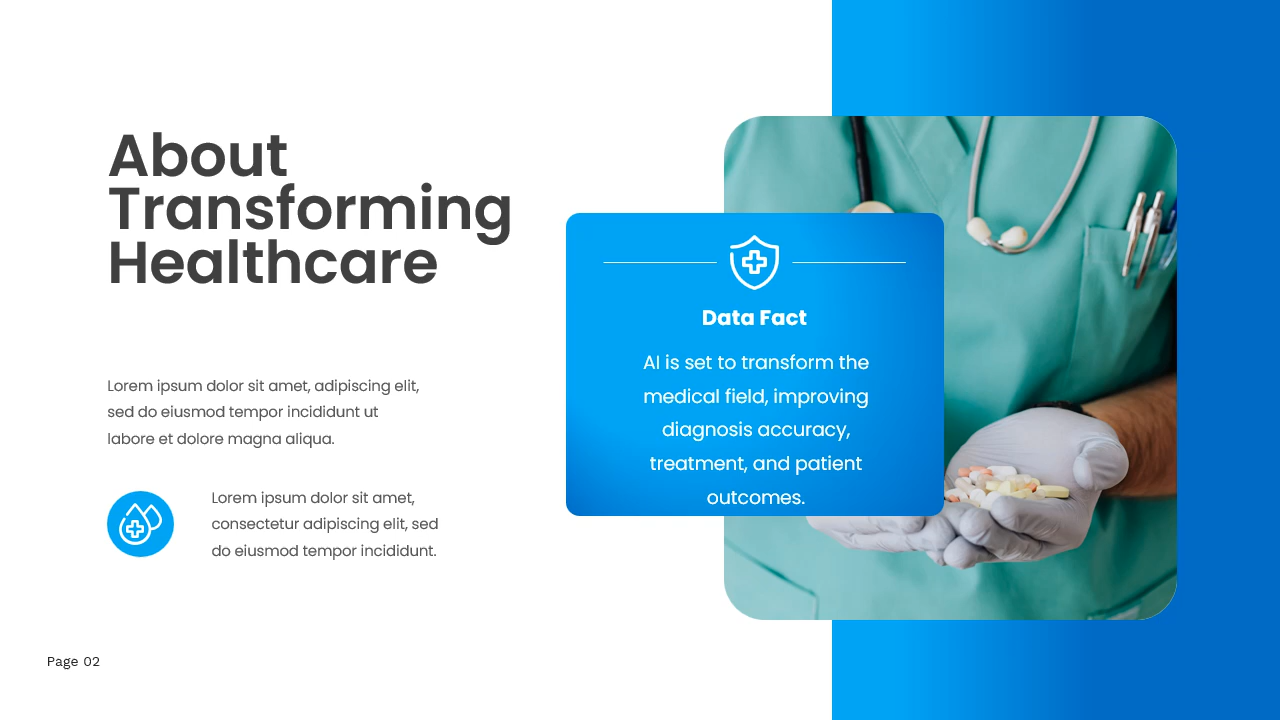 About
Transforming
Healthcare
Lorem ipsum dolor sit amet, adipiscing elit,
sed do eiusmod tempor incididunt ut
labore et dolore magna aliqua.
Lorem ipsum dolor sit amet,
consectetur adipiscing elit, sed
do eiusmod tempor incididunt.
Data Fact
AI is set to transform the
medical field, improving
diagnosis accuracy,
treatment, and patient
outcomes.
Page 02